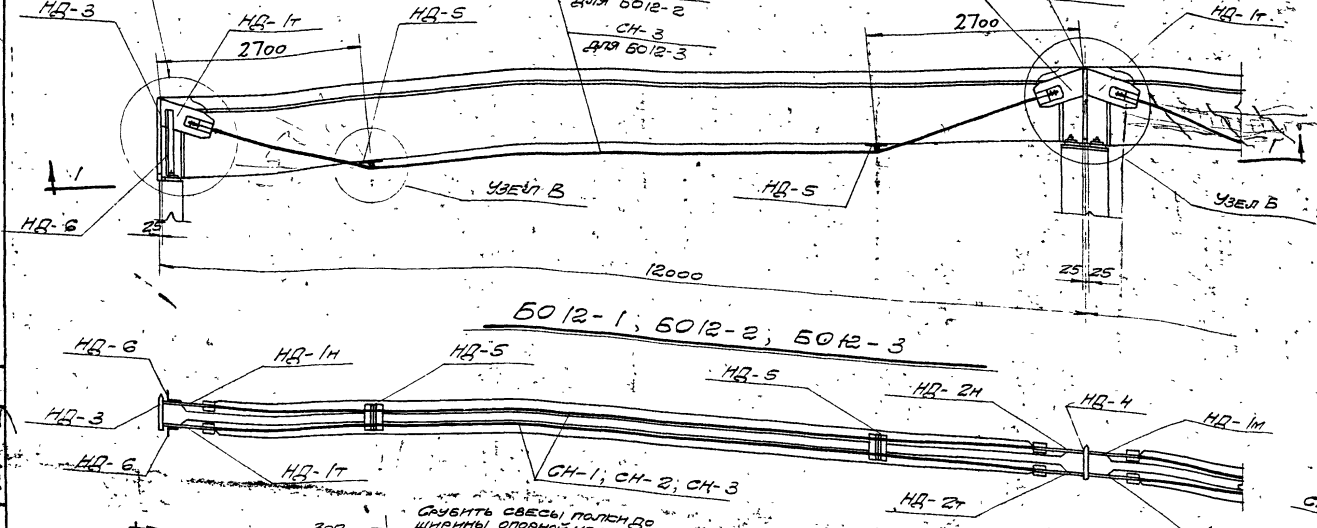 НД-3
НД-1т
НД-5
ДЛЯ БО12-2
СН-3
ДЛЯ БО12-3
НД-1т
2700
2700
1
1
УЗЕЛ В
НД-5
УЗЕЛ Б
НД-6
25
12000
25 25
БО12-1; БО12-2; БО12-3
НД-6
НД-1н
НД-5
НД-5
НД-2н
НД-4
НД-3
НД-1м
НД-6
НД-1т
СН-1; СН-2; СН-3
НД-2т
СРУБИТЬ СВЕСЫ ПОЛКИ ДО
ШИРИНЫ